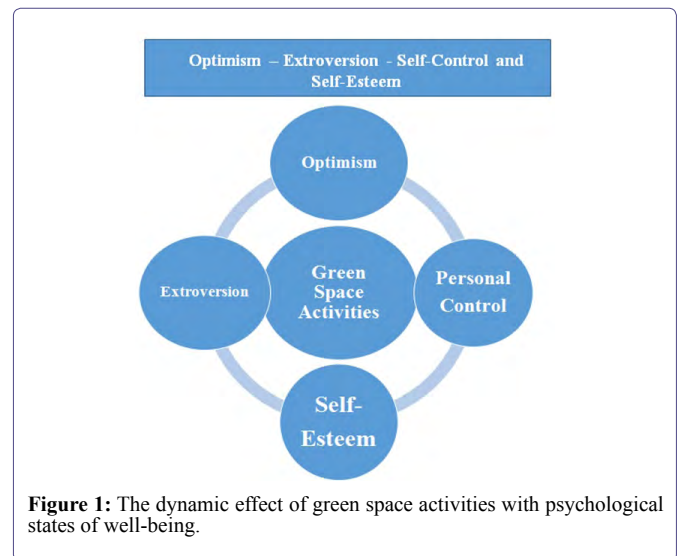 Optimism – Extroversion - Self-Control and
Self-Esteem
Optimism
Extroversion
Green
Space
Activities
Personal
Control
Self-
Esteem
Figure 1: The dynamic effect of green space activities with psychological
states of well-being.